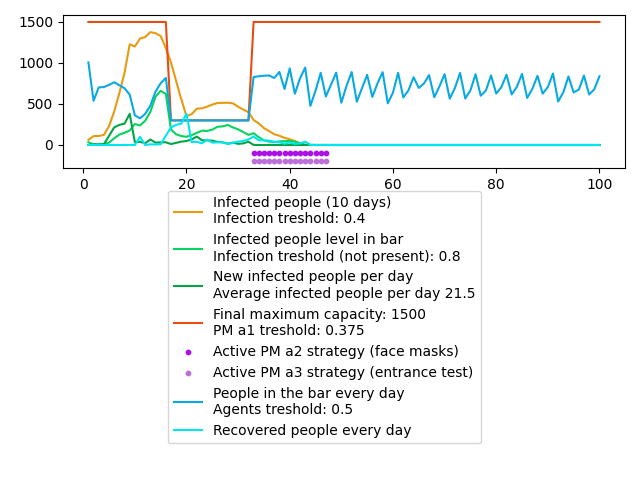 1500
1000
500
0
0
20
40
60
80
100
Infected people (10 days)
Infection treshold: 0.4
Infected people level in bar
Infection treshold (not present): 0.8
New infected people per day
Average infected people per day 21.5
Final maximum capacity: 1500
PM a1 treshold: 0.375
Active PM a2 strategy (face masks)
Active PM a3 strategy (entrance test)
People in the bar every day
Agents treshold: 0.5
Recovered people every day